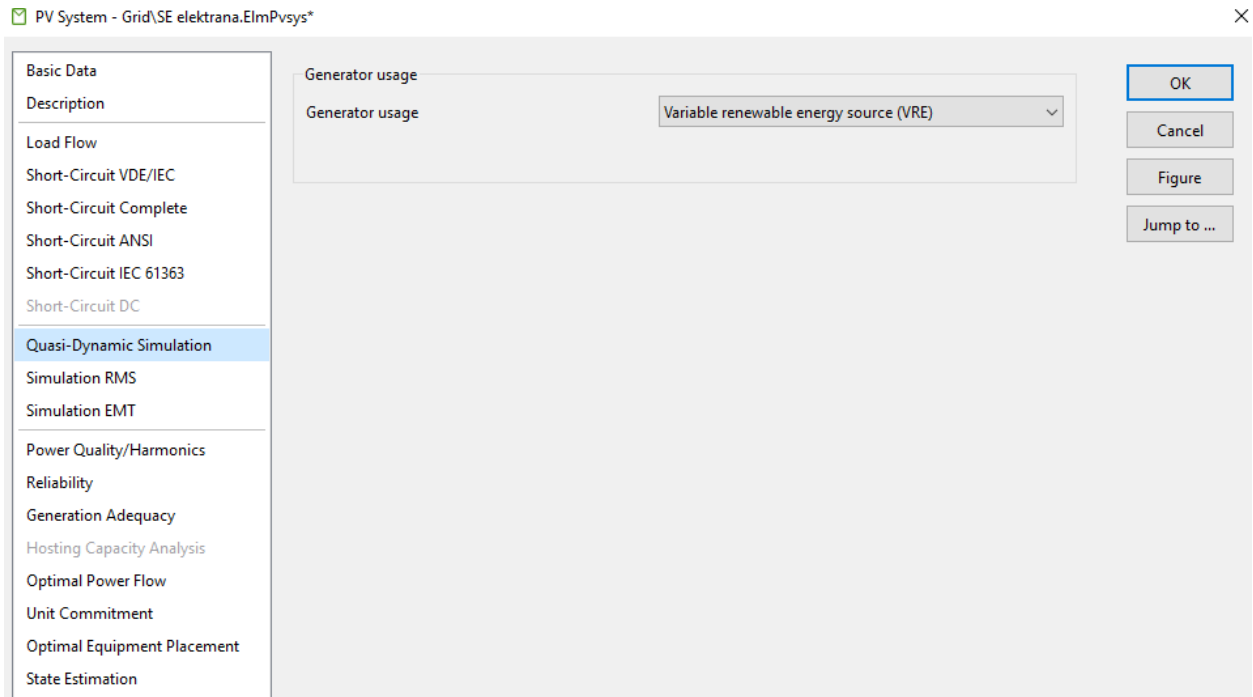 PV System - Grid\SE elektrana.ElmPvsys*
Basic Data
Description
Load Flow
Short-Circuit VDE/IEC
Short-Circuit Complete
Short-Circuit ANSI
Short-Circuit IEC 61363
Short-Circuit DC
Quasi-Dynamic Simulation
Simulation RMS
Simulation EMT
Power Quality/Harmonics
Reliability
Generation Adequacy
Hosting Capacity Analysis
Optimal Power Flow
Unit Commitment
Optimal Equipment Placement
State Estimation
Generator usage
Generator usage Variable renewable energy source (VRE)
OK
Cancel
Figure
Jump to ...